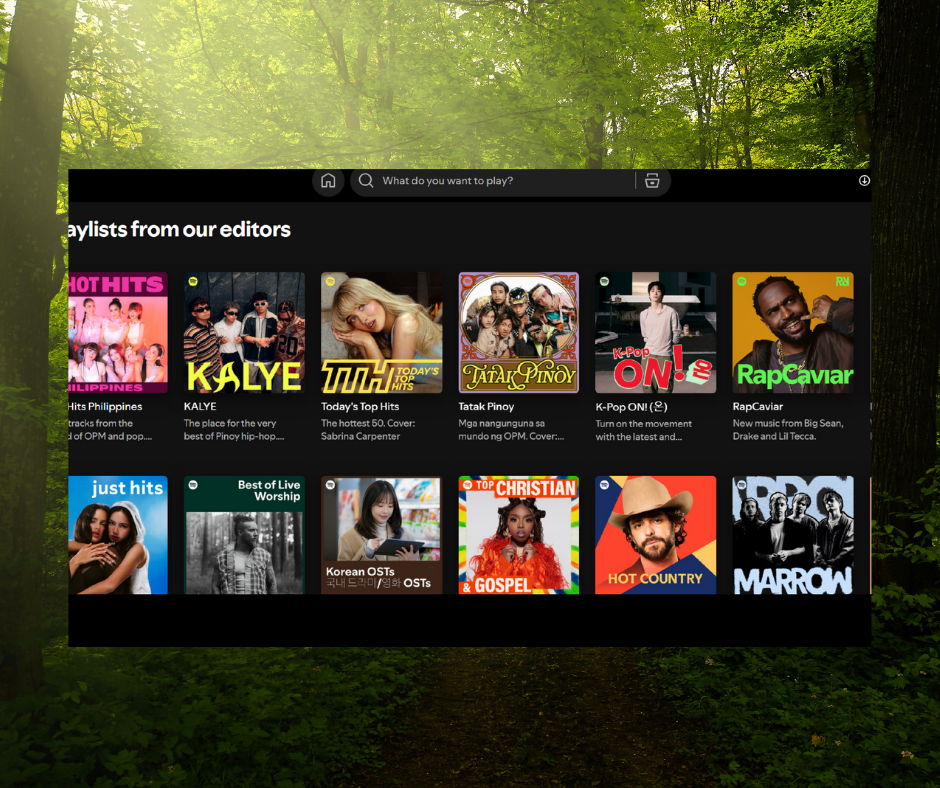 What do you want to play?
aylists from our editors
HOT HITS
ILIPPINES
KALYE
TTH TODAY'S
TOP
HITS
TATAK PINOY
K-Pop
ON!
RapCaviar
Hits Philippines
KALYE
Today's Top Hits
Tatak Pinoy
K-Pop ON! (온)
RapCaviar
tracks from the
d of OPM and pop....
The place for the very
best of Pinoy hip-hop....
The hottest 50. Cover:
Sabrina Carpenter
Mga nangunguna sa
mundo ng OPM. Cover:...
Turn on the movement
with the latest and...
New music from Big Sean,
Drake and Lil Tecca.
just hits
Best of Live
Worship
Korean OSTs
국내 드라마/영화 OSTs
TOP CHRISTIAN
& GOSPEL
HOT COUNTRY
MARROW